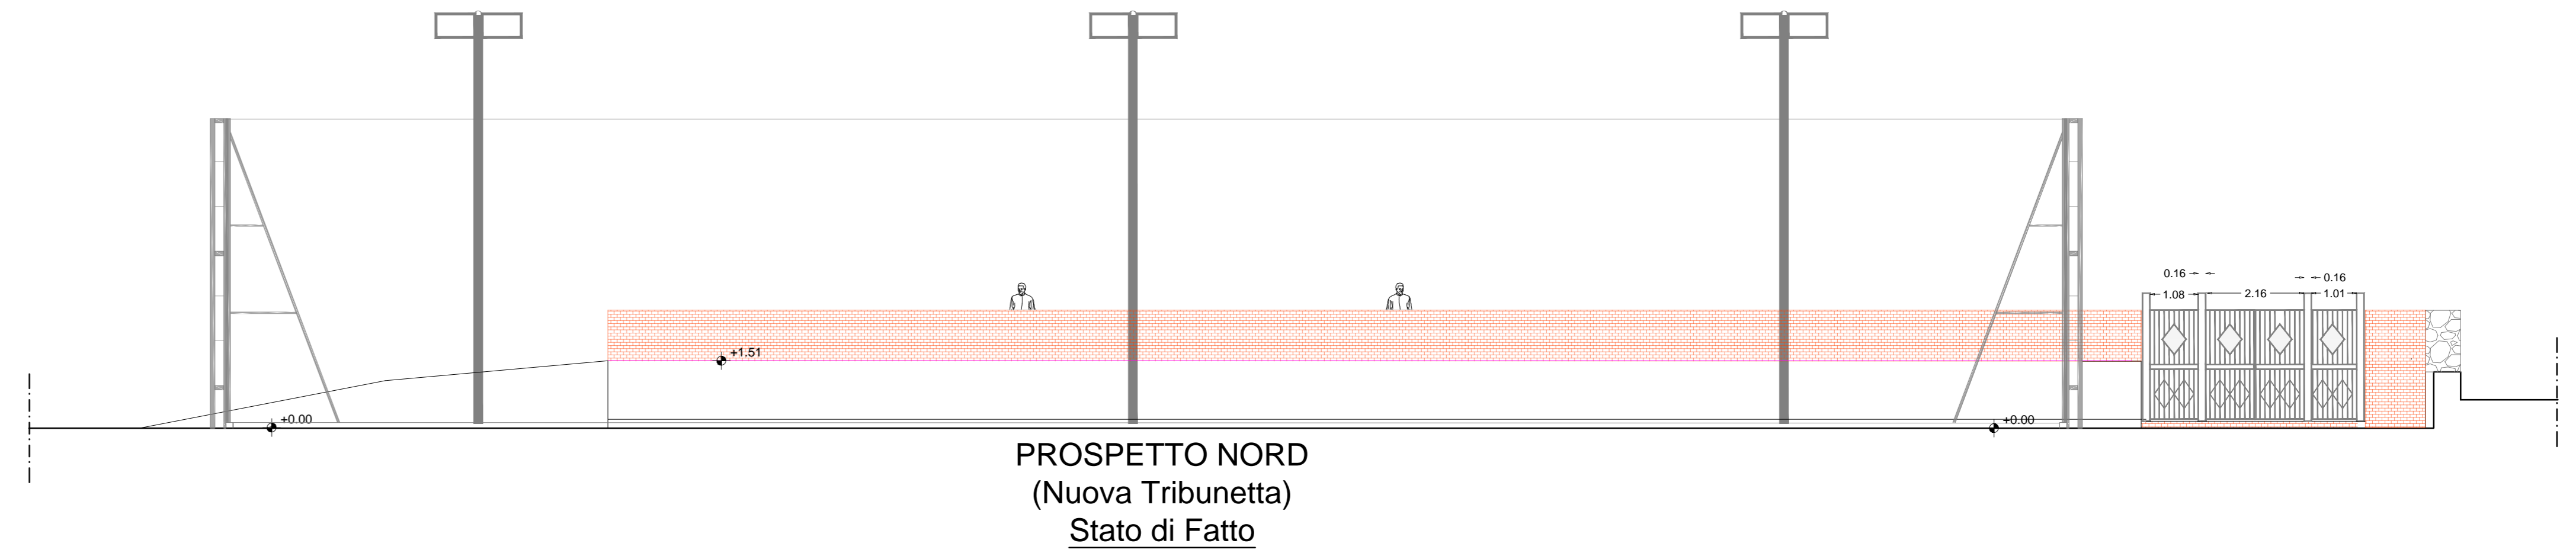 0.16
0.16
1.08
2.16
1.01
+1.51
+0.00
+0.00
PROSPETTO NORD
(Nuova Tribunetta)
Stato di Fatto